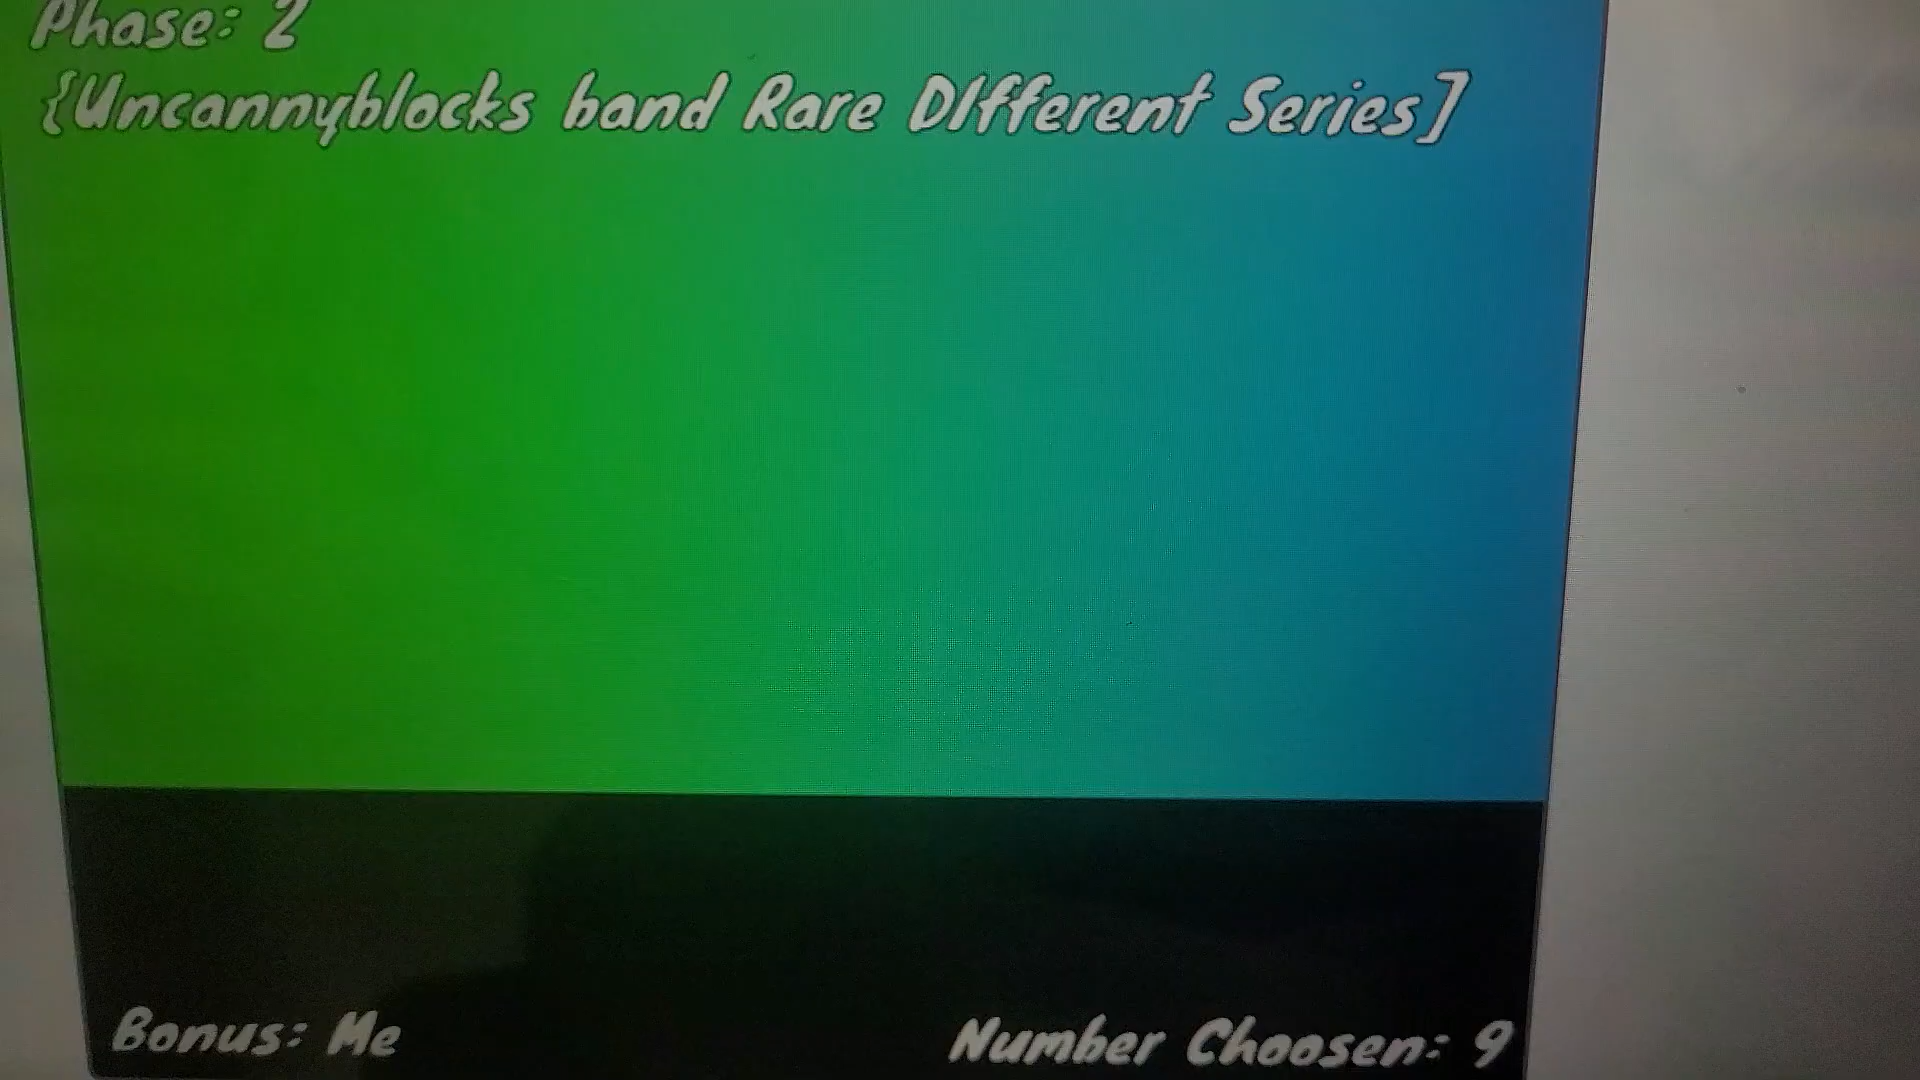 Phase: 2
{Uncannyblocks band Rare DIfferent Series]
Bonus: Me
Number Choosen: 9